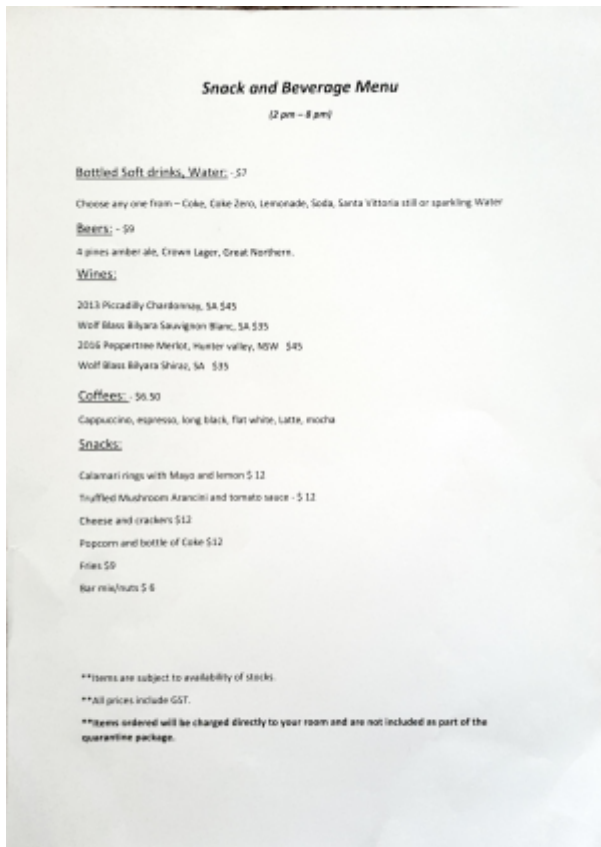 Snack and Beverage Menu
(2 pm – 8 pm)
Bottled Soft drinks, Water: - $7
Choose any one from – Coke, Coke Zero, Lemonade, Soda, Santa Vittoria still or sparkling Water
Beers: - $9
4 pines amber ale, Crown Lager, Great Northern.
Wines:
2013 Piccadilly Chardonnay, SA $45
Wolf Blass Bilyara Sauvignon Blanc, SA $35
2016 Peppertree Merlot, Hunter valley, NSW $45
Wolf Blass Bilyara Shiraz, SA $35
Coffees: - $6.50
Cappuccino, espresso, long black, flat white, Latte, mocha
Snacks:
Calamari rings with Mayo and lemon $ 12
Truffled Mushroom Arancini and tomato sauce - $ 12
Cheese and crackers $12
Popcorn and bottle of Coke $12
Fries $9
Bar mix/nuts $ 6
**Items are subject to availability of stocks.
**All prices include GST.
**Items ordered will be charged directly to your room and are not included as part of the
quarantine package.